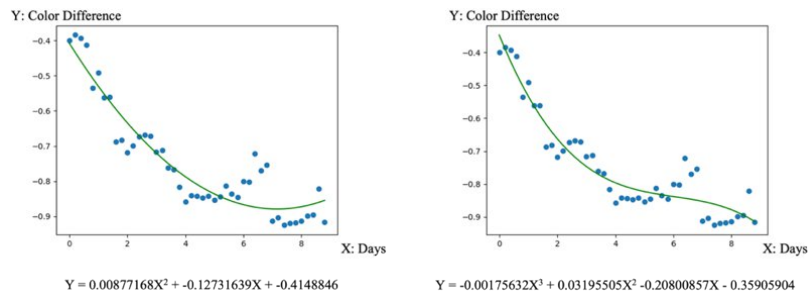 Y: Color Difference
−0.4
−0.5
−0.6
−0.7
−0.8
−0.9
0 2 4 6 8
X: Days
Y = 0.00877168X² + -0.12731639X + -0.4148846
Y: Color Difference
−0.4
−0.5
−0.6
−0.7
−0.8
−0.9
0 2 4 6 8
X: Days
Y = -0.00175632X³ + 0.03195505X² -0.20800857X - 0.35905904